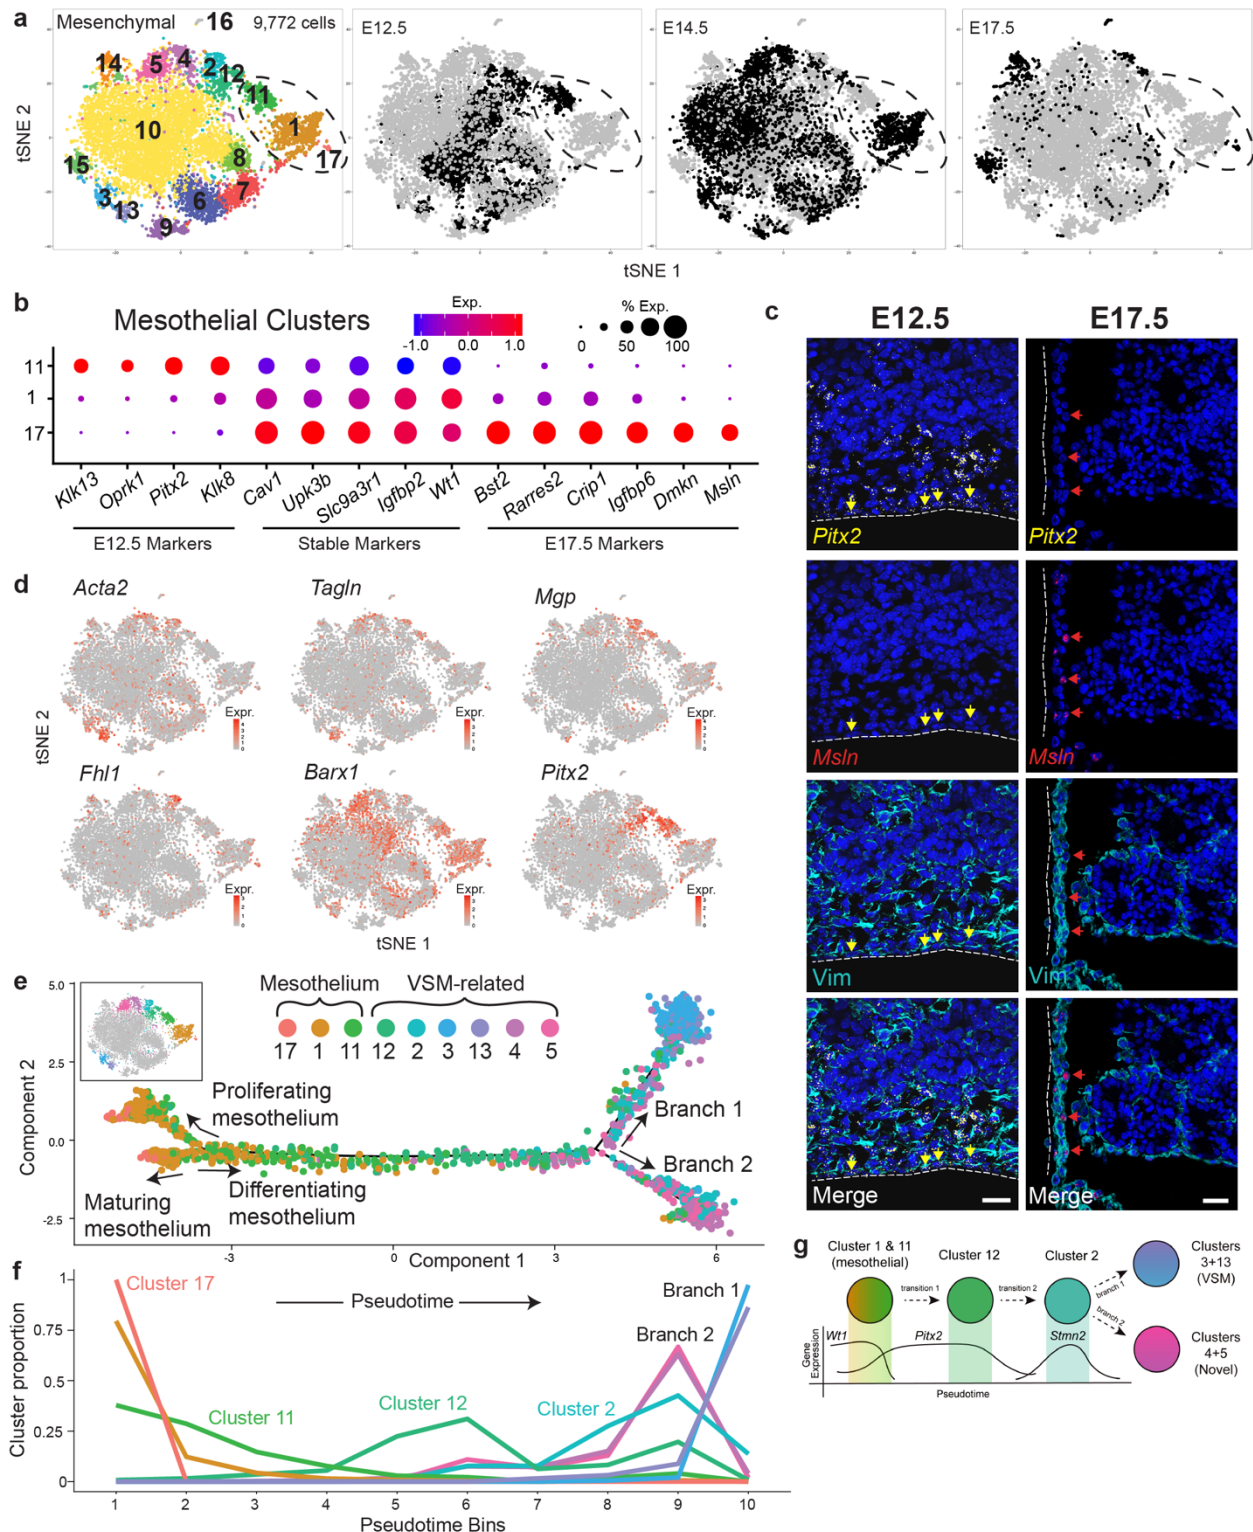 a
Mesenchymal
16
9,772 cells
E12.5
E14.5
E17.5
14
5
4
2
12
11
1
17
10
15
8
3
13
6
7
9
tSNE 2
tSNE 1
b
Mesothelial Clusters
Exp.
-1.0 0.0 1.0
% Exp.
0 50 100
11
1
17
Klk13 Oprk1 Pitx2 Klk8 Cav1 Upk3b Slc9a3r1 Igfbp2 Wt1 Bst2 Rarres2 Crip1 Igfbp6 Dmkn Msln
E12.5 Markers
Stable Markers
E17.5 Markers
c
E12.5
E17.5
Pitx2
Pitx2
Msln
Msln
Vim
Vim
Merge
Merge
d
Acta2
Tagln
Mgp
Expr.
Expr.
Expr.
Fhl1
Barx1
Pitx2
Expr.
Expr.
Expr.
tSNE 2
tSNE 1
e
Mesothelium
VSM-related
17 1 11 12 2 3 13 4 5
5.0
2.5
0.0
-2.5
Component 2
Proliferating
mesothelium
Maturing
mesothelium
Differentiating
mesothelium
Branch 1
Branch 2
-3 0 3 6
Component 1
f
Cluster 17
Pseudotime
Branch 1
Branch 2
Cluster 11
Cluster 12
Cluster 2
1
0.75
0.5
0.25
0
Cluster proportion
1 2 3 4 5 6 7 8 9 10
Pseudotime Bins
g
Cluster 1 & 11
(mesothelial)
Cluster 12
Cluster 2
Clusters
3+13
(VSM)
transition 1
transition 2
branch 1
branch 2
Clusters
4+5
(Novel)
Wt1
Pitx2
Stmn2
Gene
Expression
Pseudotime